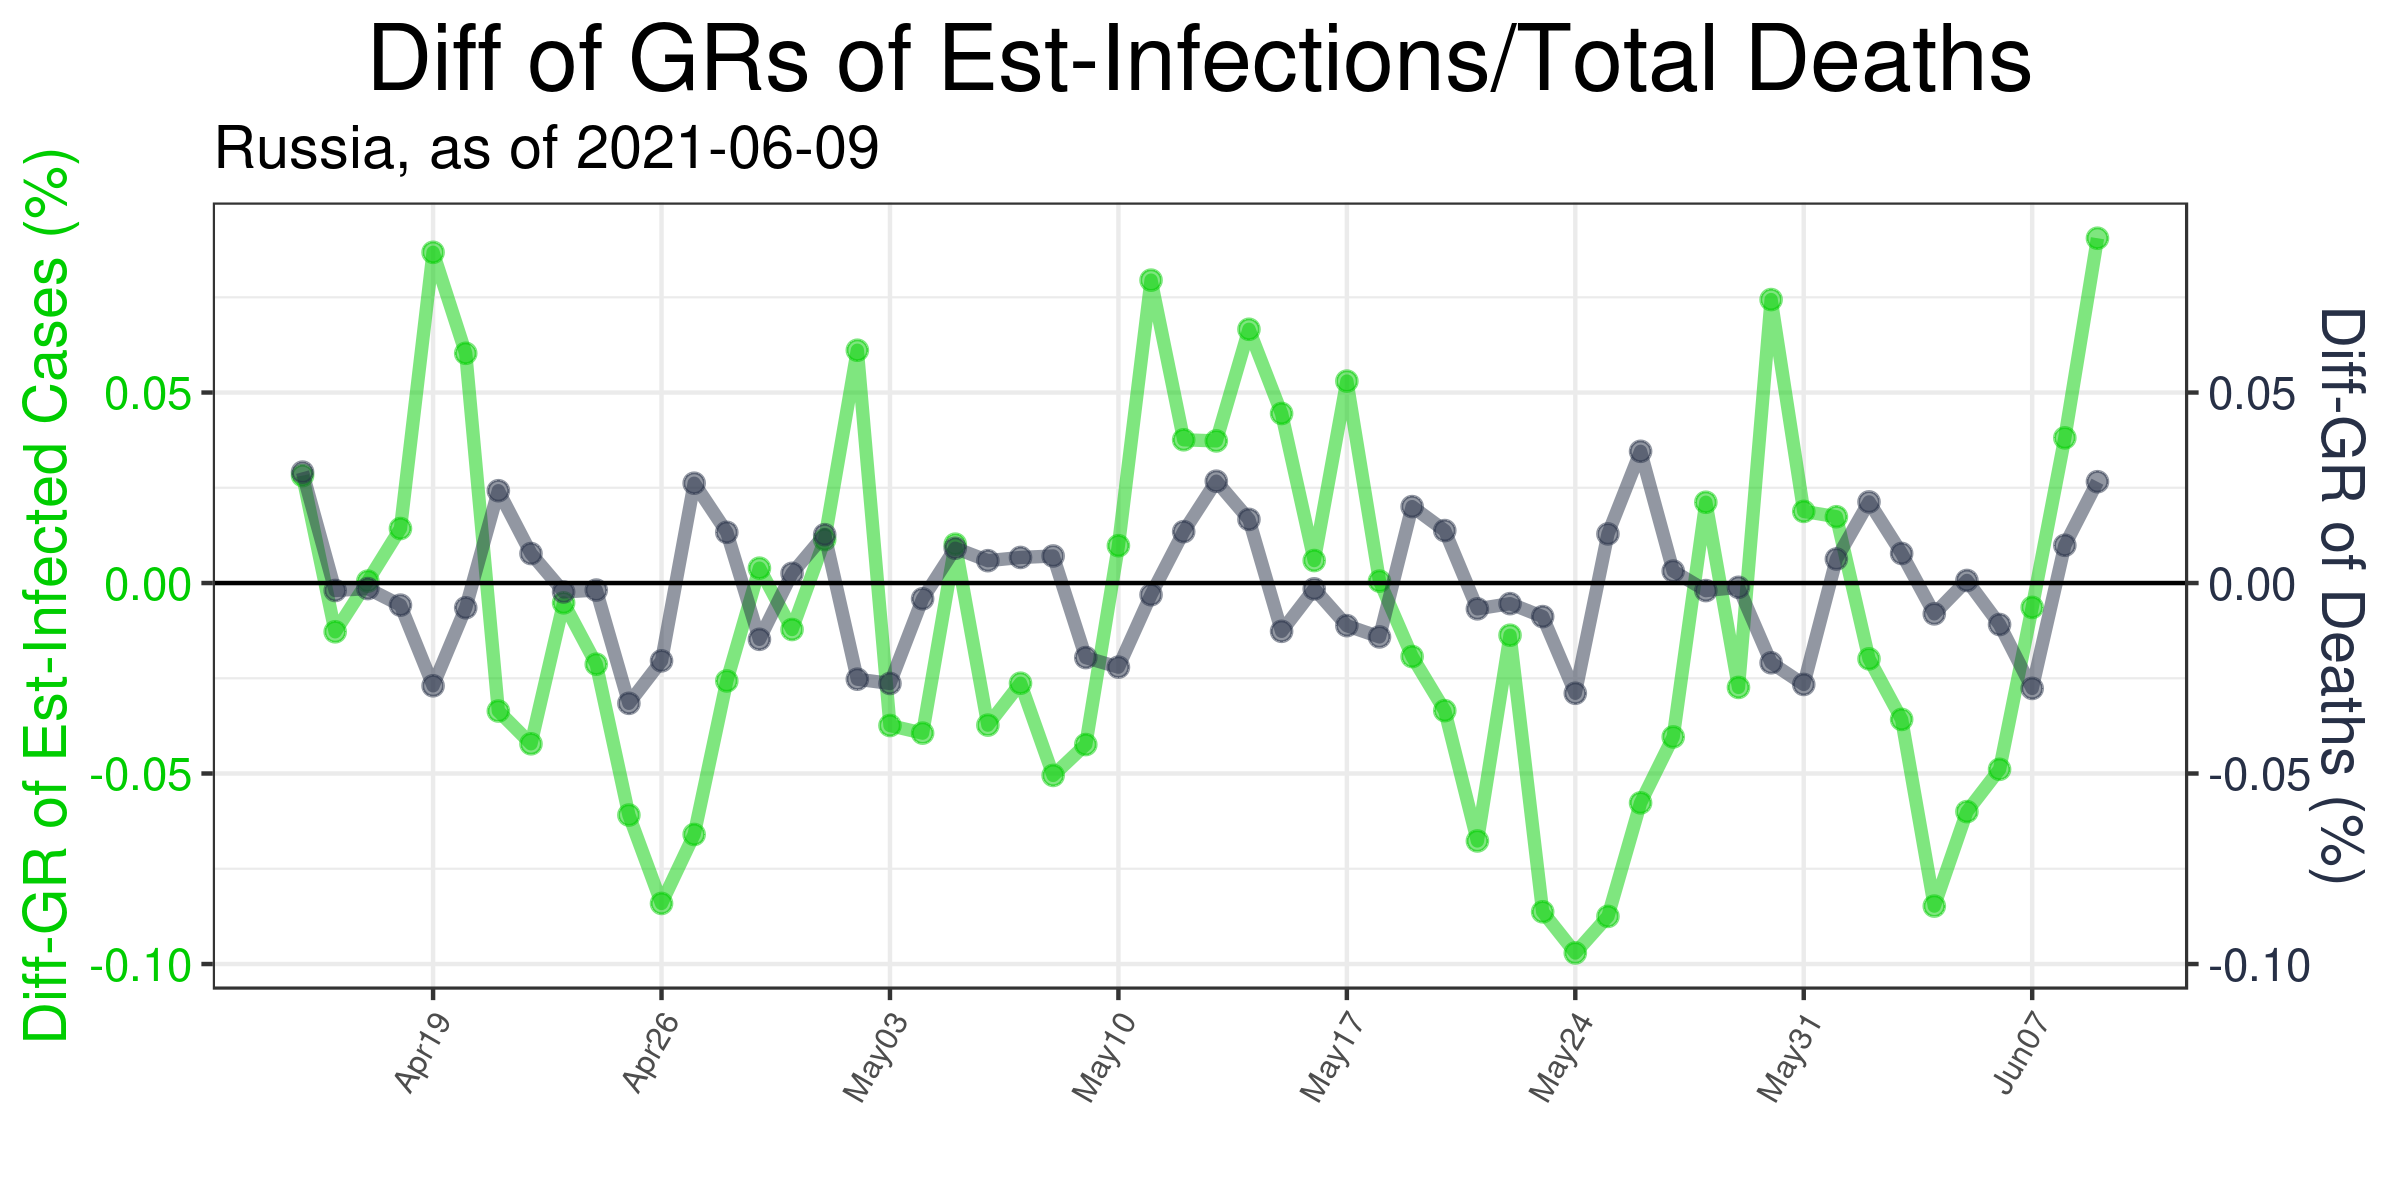 Diff of GRs of Est-Infections/Total Deaths
Russia, as of 2021-06-09
Diff-GR of Est-Infected Cases (%)
0.05
0.00
-0.05
-0.10
0.05
0.00
-0.05
-0.10
Diff-GR of Deaths (%)
Apr19
Apr26
May03
May10
May17
May24
May31
Jun07